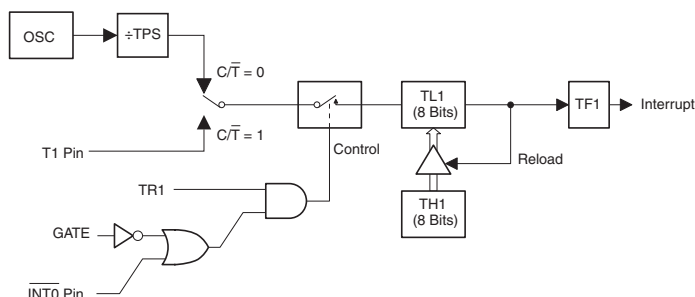 OSC
÷TPS
C/T̅ = 0
C/T̅ = 1
T1 Pin
TL1
(8 Bits)
TF1
Interrupt
Control
Reload
TR1
TH1
(8 Bits)
GATE
I̅N̅T̅0̅ Pin